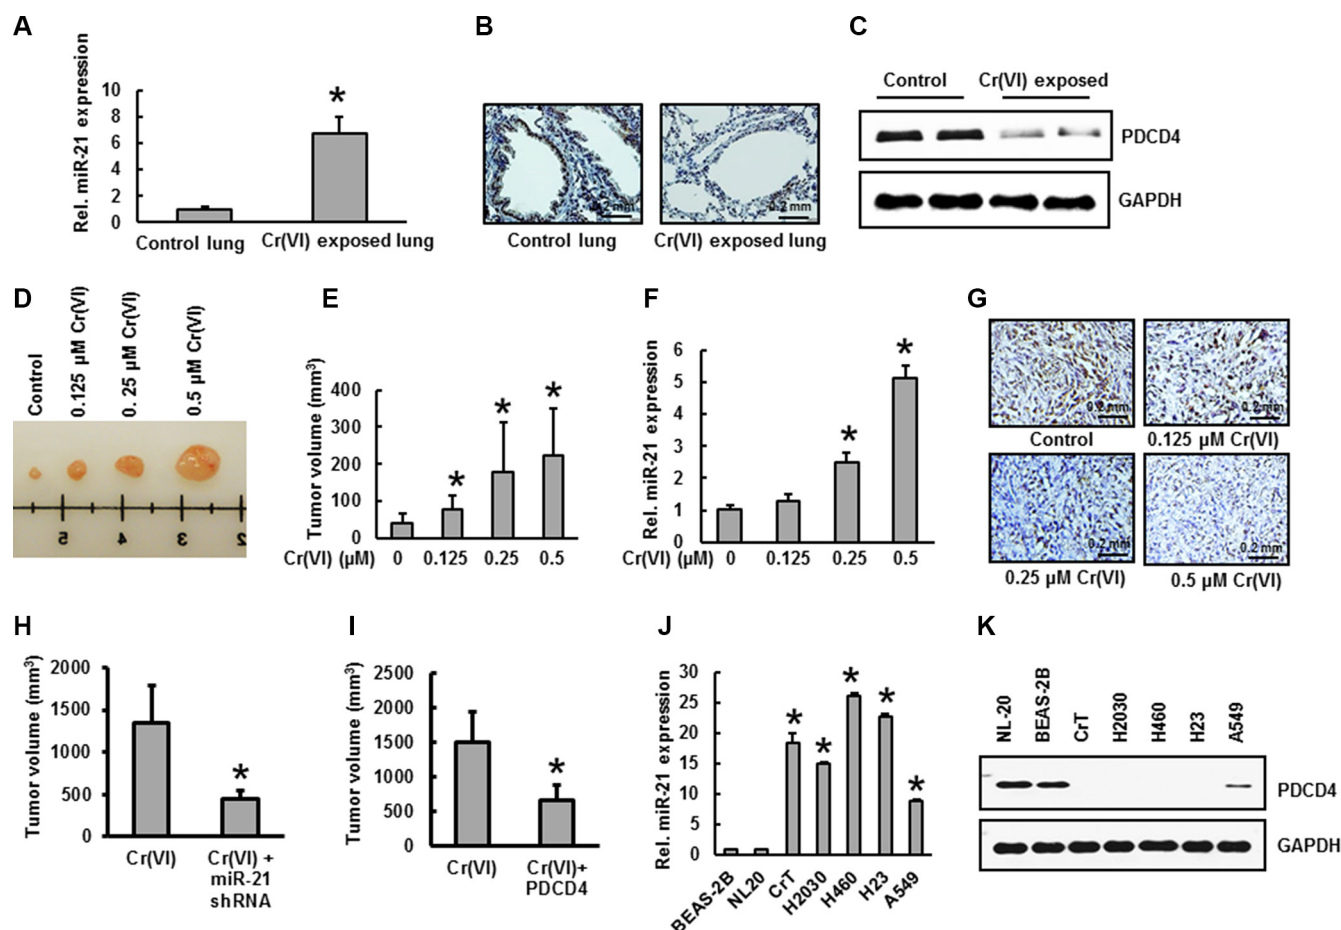 A
Rel. miR-21 expression
10
8
6
4
2
0
*
Control lung
Cr(VI) exposed lung
B
0.2 mm
0.2 mm
Control lung
Cr(VI) exposed lung
C
Control
Cr(VI) exposed
PDCD4
GAPDH
D
Control
0.125 µM Cr(VI)
0. 25 µM Cr(VI)
0.5 µM Cr(VI)
5
4
3
2
E
Tumor volume (mm³)
400
300
200
100
0
*
*
*
Cr(VI) (µM)
0
0.125
0.25
0.5
F
Rel. miR-21 expression
6
5
4
3
2
1
0
*
*
Cr(VI) (µM)
0
0.125
0.25
0.5
G
0.2 mm
0.2 mm
Control
0.125 µM Cr(VI)
0.2 mm
0.2 mm
0.25 µM Cr(VI)
0.5 µM Cr(VI)
H
Tumor volume (mm³)
2000
1500
1000
500
0
*
Cr(VI)
Cr(VI) +
miR-21
shRNA
I
Tumor volume (mm³)
2500
2000
1500
1000
500
0
*
Cr(VI)
Cr(VI)+
PDCD4
J
Rel. miR-21 expression
30
25
20
15
10
5
0
*
*
*
*
*
BEAS-2B
NL20
CrT
H2030
H460
H23
A549
K
NL-20
BEAS-2B
CrT
H2030
H460
H23
A549
PDCD4
GAPDH